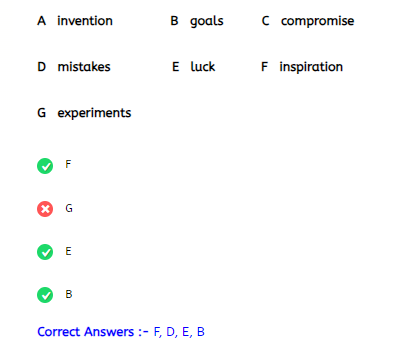 A invention B goals C compromise
D mistakes E luck F inspiration
G experiments
F
G
E
B
Correct Answers :- F, D, E, B